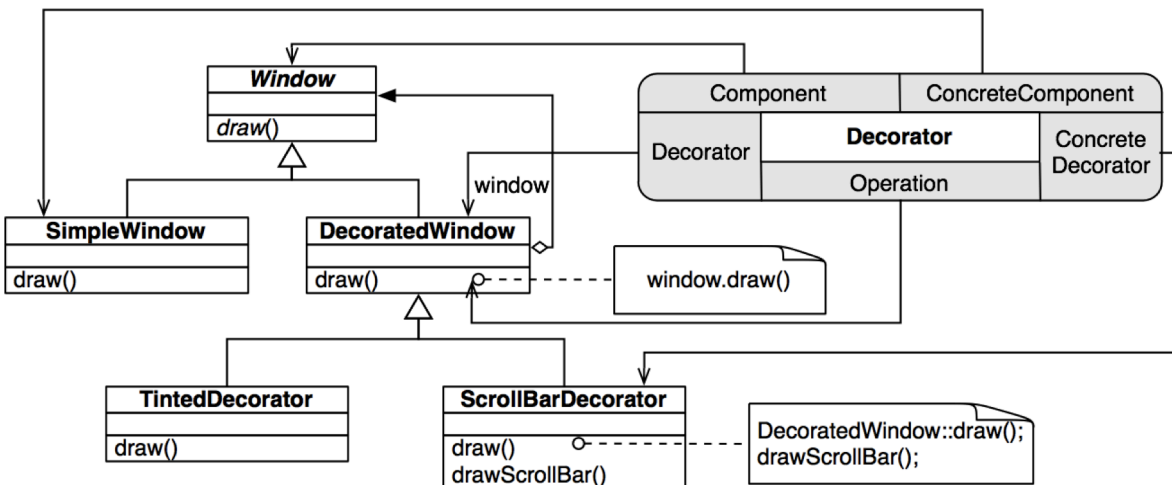 Window
draw()
Component
ConcreteComponent
Decorator
Decorator
Concrete
Decorator
Operation
window
SimpleWindow
draw()
DecoratedWindow
draw()
window.draw()
TintedDecorator
draw()
ScrollBarDecorator
draw()
drawScrollBar()
DecoratedWindow::draw();
drawScrollBar();